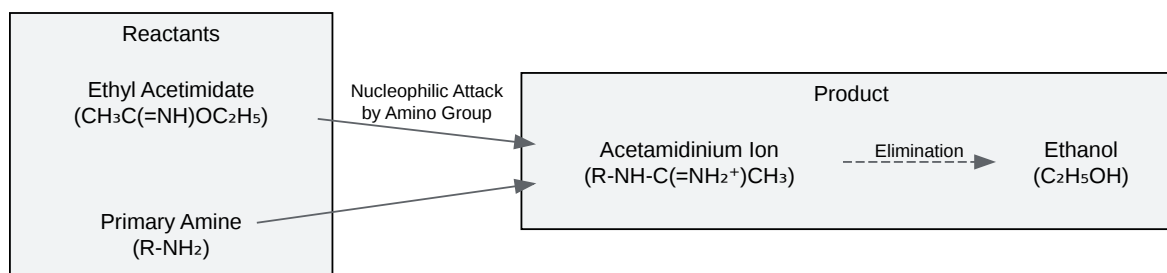 Reactants
Ethyl Acetimidate
(CH₃C(=NH)OC₂H₅)
Primary Amine
(R-NH₂)
Nucleophilic Attack
by Amino Group
Product
Acetamidinium Ion
(R-NH-C(=NH₂⁺)CH₃)
Elimination
Ethanol
(C₂H₅OH)